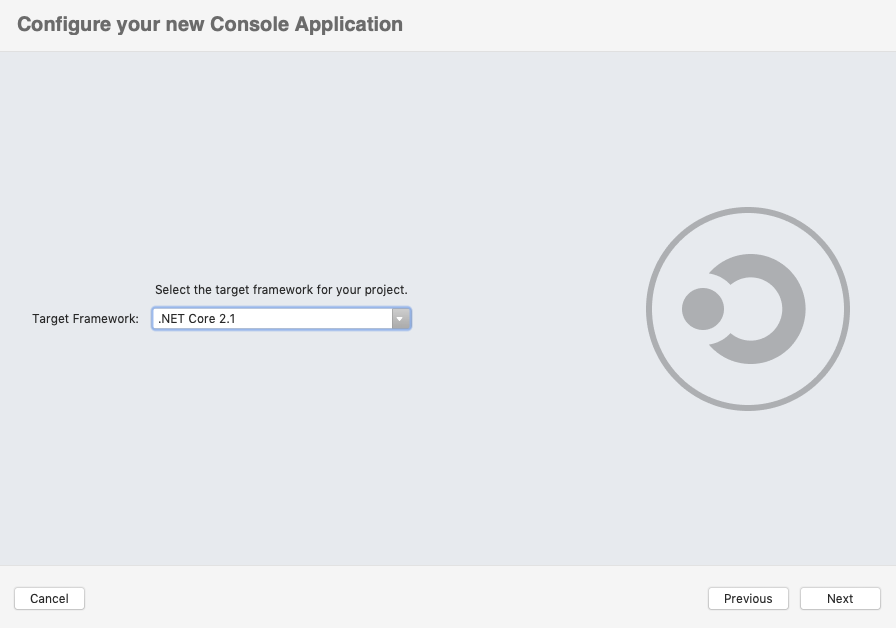 Configure your new Console Application
Select the target framework for your project.
Target Framework: .NET Core 2.1
Cancel Previous Next